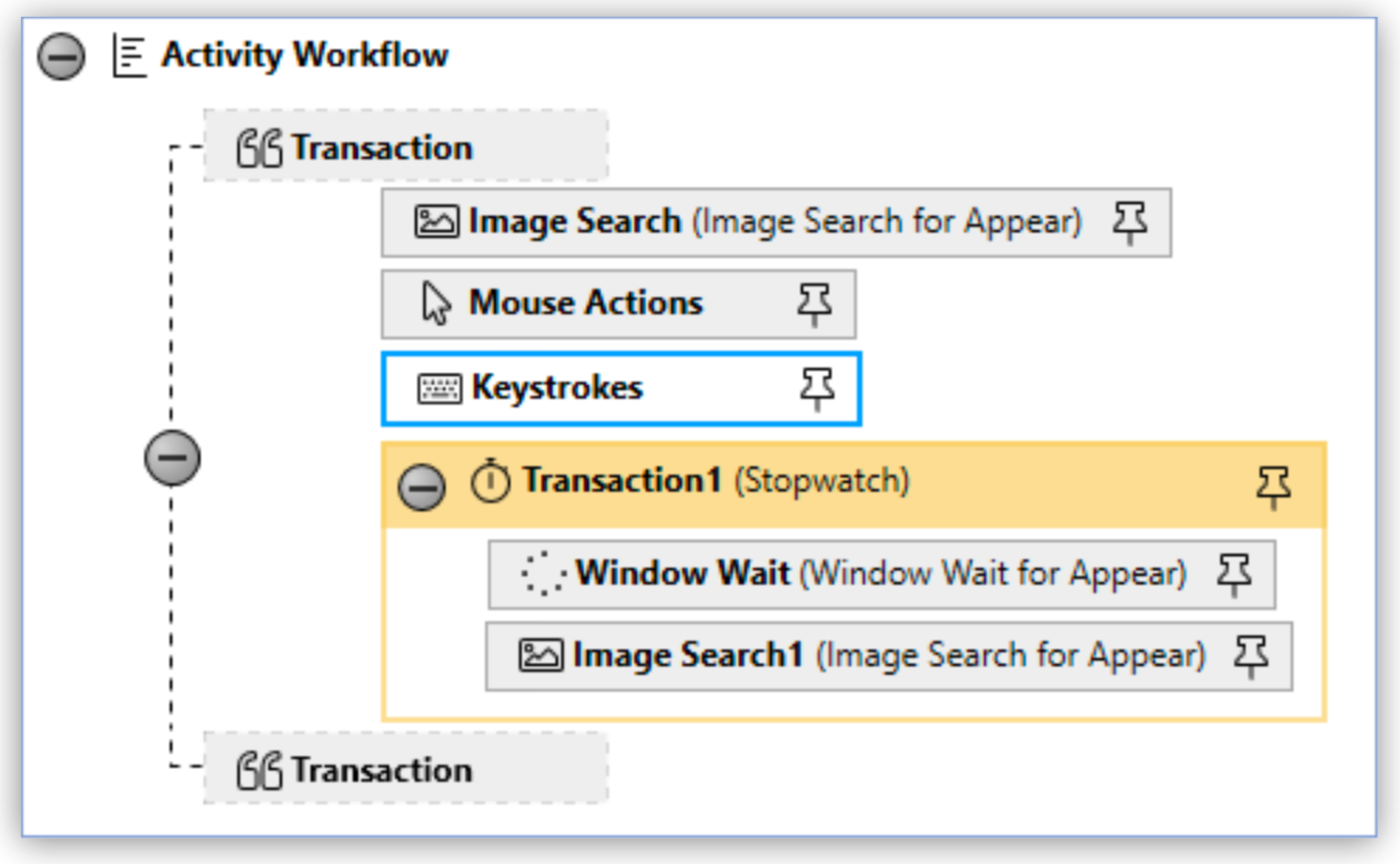 Activity Workflow
Transaction
Image Search (Image Search for Appear)
Mouse Actions
Keystrokes
Transaction1 (Stopwatch)
Window Wait (Window Wait for Appear)
Image Search1 (Image Search for Appear)
Transaction